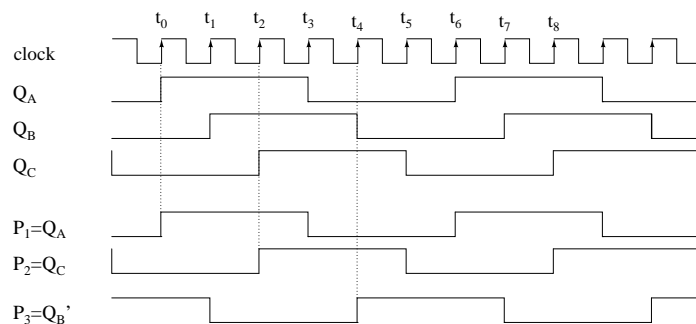 t0 t1 t2 t3 t4 t5 t6 t7 t8
clock
QA
QB
QC
P1=QA
P2=QC
P3=QB'